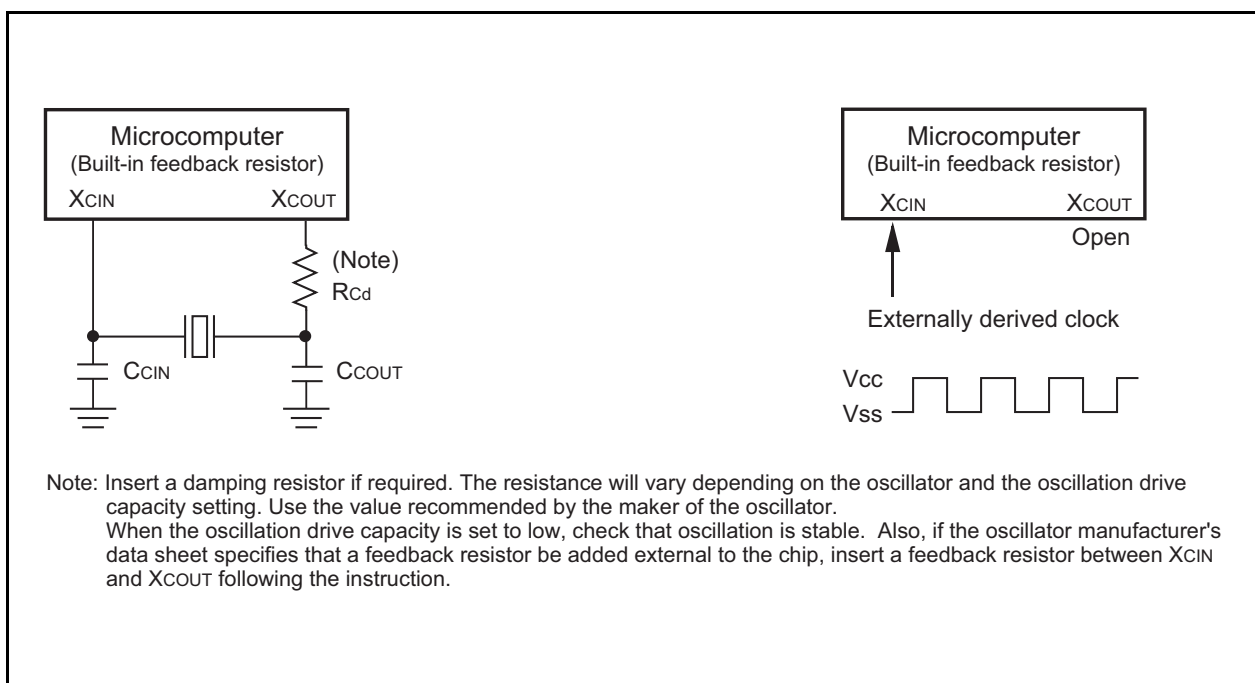 Microcomputer
(Built-in feedback resistor)
XCIN XCOUT
(Note)
RCd
CCIN CCOUT
Microcomputer
(Built-in feedback resistor)
XCIN XCOUT
Open
Externally derived clock
Vcc
Vss
Note: Insert a damping resistor if required. The resistance will vary depending on the oscillator and the oscillation drive
capacity setting. Use the value recommended by the maker of the oscillator.
When the oscillation drive capacity is set to low, check that oscillation is stable.  Also, if the oscillator manufacturer's
data sheet specifies that a feedback resistor be added external to the chip, insert a feedback resistor between XCIN
and XCOUT following the instruction.